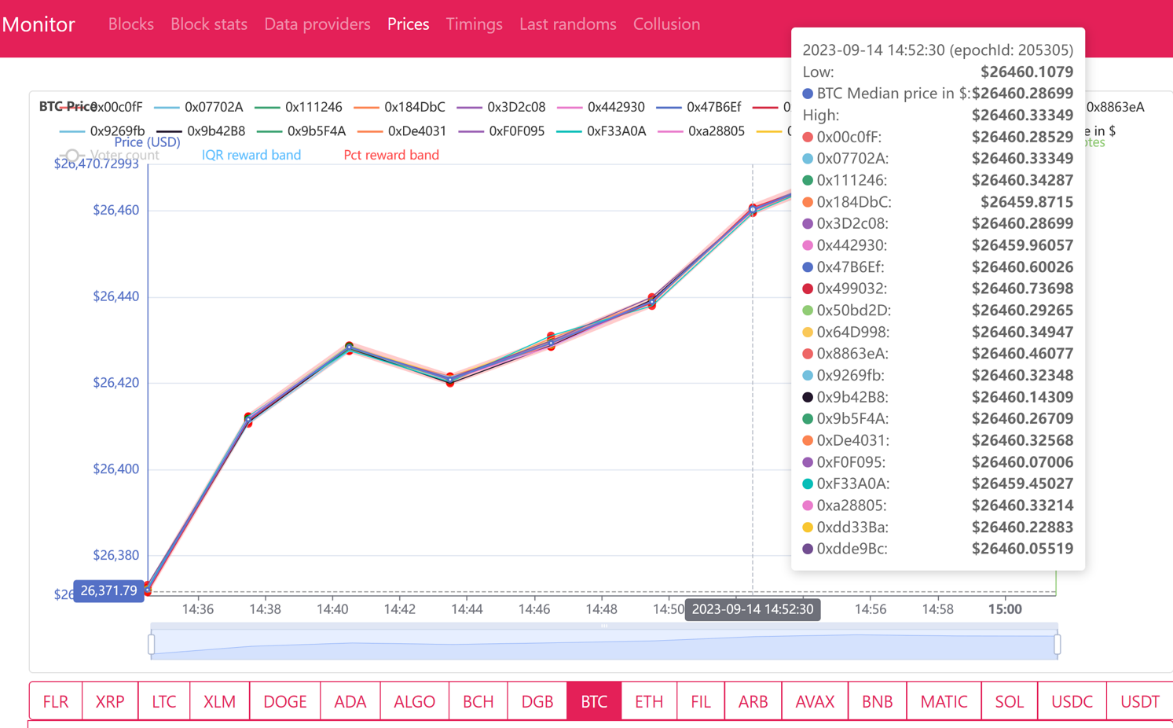 Monitor Blocks Block stats Data providers Prices Timings Last randoms Collusion
2023-09-14 14:52:30 (epochId: 205305)
Low: $26460.1079
BTC Median price in $: $26460.28699
High: $26460.33349
0x00c0fF: $26460.28529
0x07702A: $26460.33349
0x111246: $26460.34287
0x184DbC: $26459.8715
0x3D2c08: $26460.28699
0x442930: $26459.96057
0x47B6Ef: $26460.60026
0x499032: $26460.73698
0x50bd2D: $26460.29265
0x64D998: $26460.34947
0x8863eA: $26460.46077
0x9269fb: $26460.32348
0x9b42B8: $26460.14309
0x9b5F4A: $26460.26709
0xDe4031: $26460.32568
0xF0F095: $26460.07006
0xF33A0A: $26459.45027
0xa28805: $26460.33214
0xdd33Ba: $26460.22883
0xdde9Bc: $26460.05519
BTC Price 0x00c0fF 0x07702A 0x111246 0x184DbC 0x3D2c08 0x442930 0x47B6Ef 0x8863eA
0x9269fb 0x9b42B8 0x9b5F4A 0xDe4031 0xF0F095 0xF33A0A 0xa28805 e in $
Price (USD)
Voter count IQR reward band Pct reward band
$26,470.72993
$26,460
$26,440
$26,420
$26,400
$26,380
26,371.79
14:36 14:38 14:40 14:42 14:44 14:46 14:48 14:50 2023-09-14 14:52:30 14:56 14:58 15:00
FLR XRP LTC XLM DOGE ADA ALGO BCH DGB BTC ETH FIL ARB AVAX BNB MATIC SOL USDC USDT